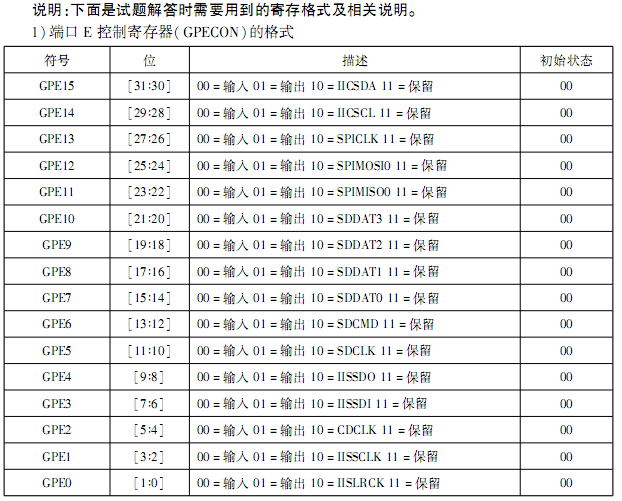 说明:下面是试题解答时需要用到的寄存格式及相关说明。
1)端口 E 控制寄存器(GPECON)的格式
符号 位 描述 初始状态
GPE15 [31:30] 00=输入 01=输出 10=IICSDA 11=保留 00
GPE14 [29:28] 00=输入 01=输出 10=IICSCL 11=保留 00
GPE13 [27:26] 00=输入 01=输出 10=SPICLK 11=保留 00
GPE12 [25:24] 00=输入 01=输出 10=SPIMOSI0 11=保留 00
GPE11 [23:22] 00=输入 01=输出 10=SPIMISO0 11=保留 00
GPE10 [21:20] 00=输入 01=输出 10=SDDAT3 11=保留 00
GPE9 [19:18] 00=输入 01=输出 10=SDDAT2 11=保留 00
GPE8 [17:16] 00=输入 01=输出 10=SDDAT1 11=保留 00
GPE7 [15:14] 00=输入 01=输出 10=SDDAT0 11=保留 00
GPE6 [13:12] 00=输入 01=输出 10=SDCMD 11=保留 00
GPE5 [11:10] 00=输入 01=输出 10=SDCLK 11=保留 00
GPE4 [9:8] 00=输入 01=输出 10=IISSDO 11=保留 00
GPE3 [7:6] 00=输入 01=输出 10=IISSDI 11=保留 00
GPE2 [5:4] 00=输入 01=输出 10=CDCLK 11=保留 00
GPE1 [3:2] 00=输入 01=输出 10=IISSCLK 11=保留 00
GPE0 [1:0] 00=输入 01=输出 10=IISLRCK 11=保留 00